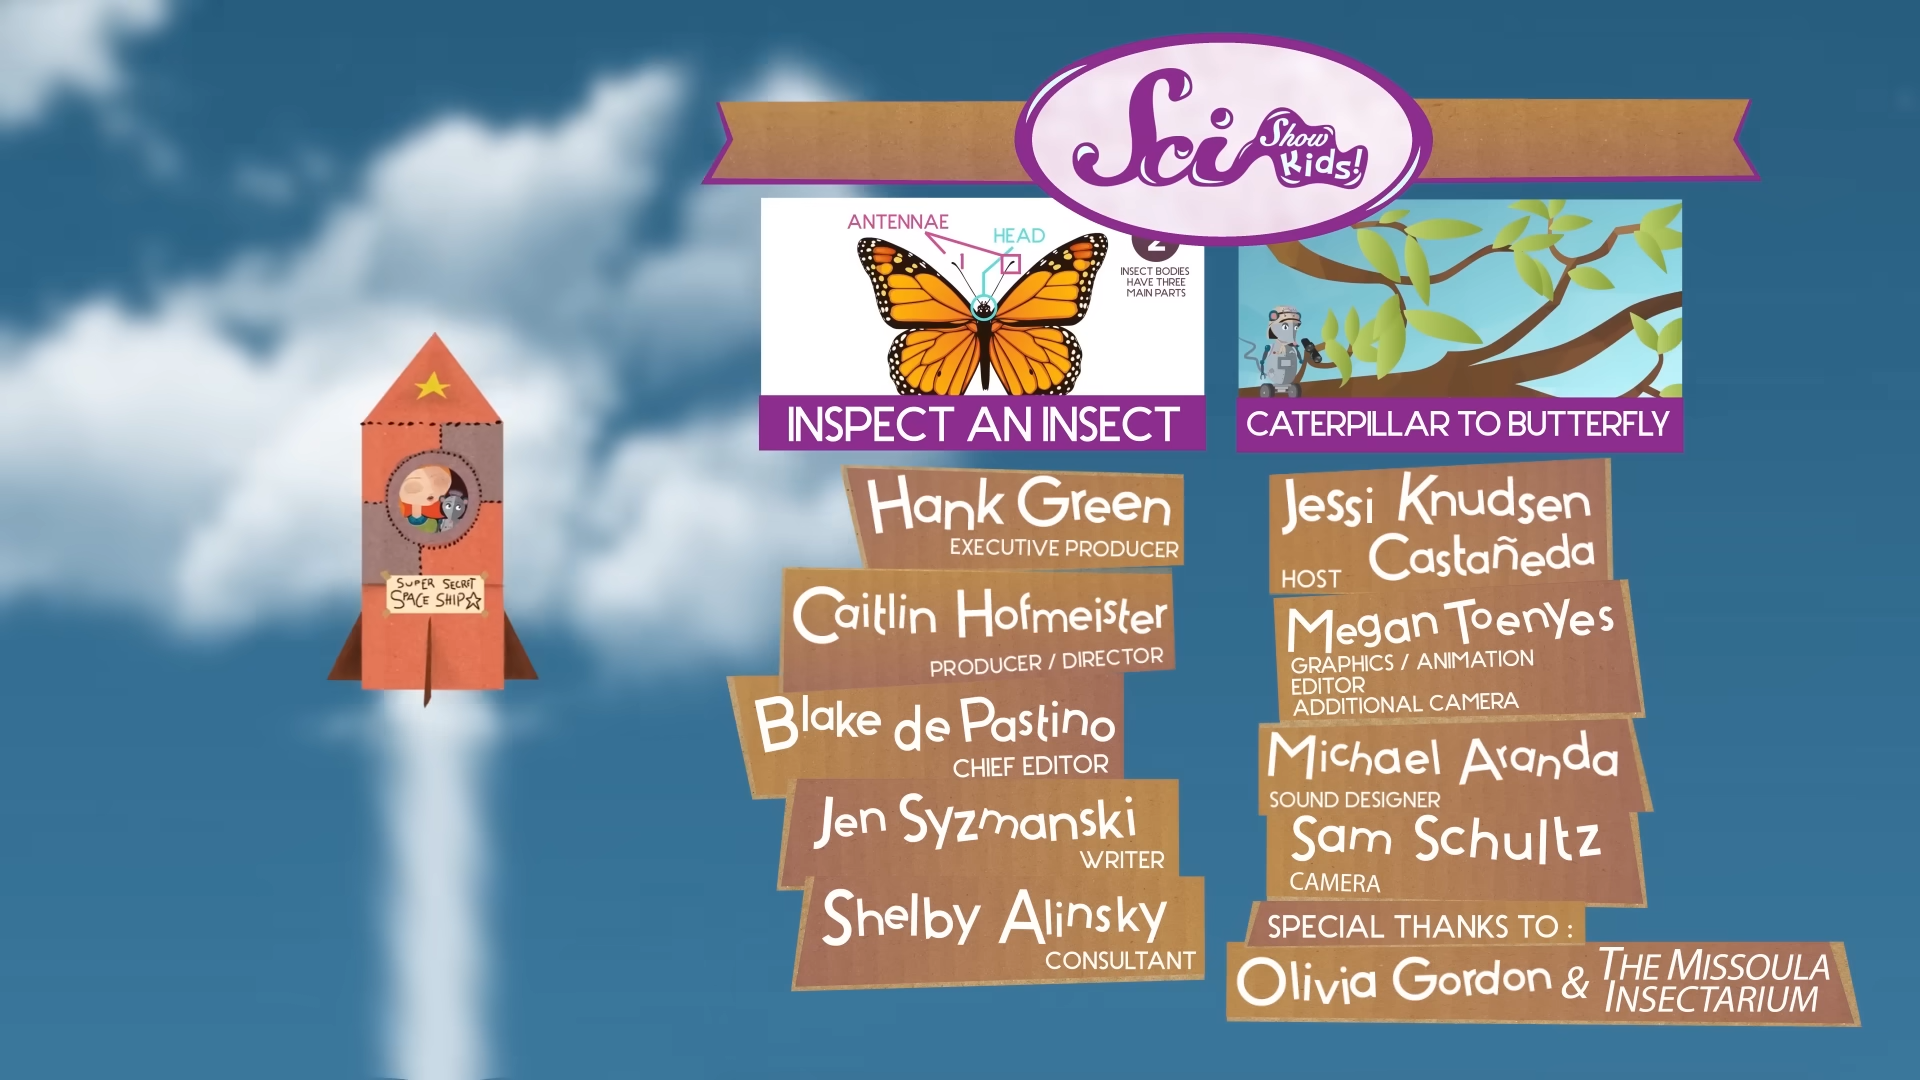 Sci Show Kids!
ANTENNAE
HEAD
2
INSECT BODIES
HAVE THREE
MAIN PARTS
INSPECT AN INSECT
CATERPILLAR TO BUTTERFLY
SUPER SECRET
SPACE SHIP
Hank Green
EXECUTIVE PRODUCER
Caitlin Hofmeister
PRODUCER / DIRECTOR
Blake de Pastino
CHIEF EDITOR
Jen Syzmanski
WRITER
Shelby Alinsky
CONSULTANT
Jessi Knudsen
Castañeda
HOST
Megan Toenyes
GRAPHICS / ANIMATION
EDITOR
ADDITIONAL CAMERA
Michael Aranda
SOUND DESIGNER
Sam Schultz
CAMERA
SPECIAL THANKS TO :
Olivia Gordon & THE MISSOULA
INSECTARIUM